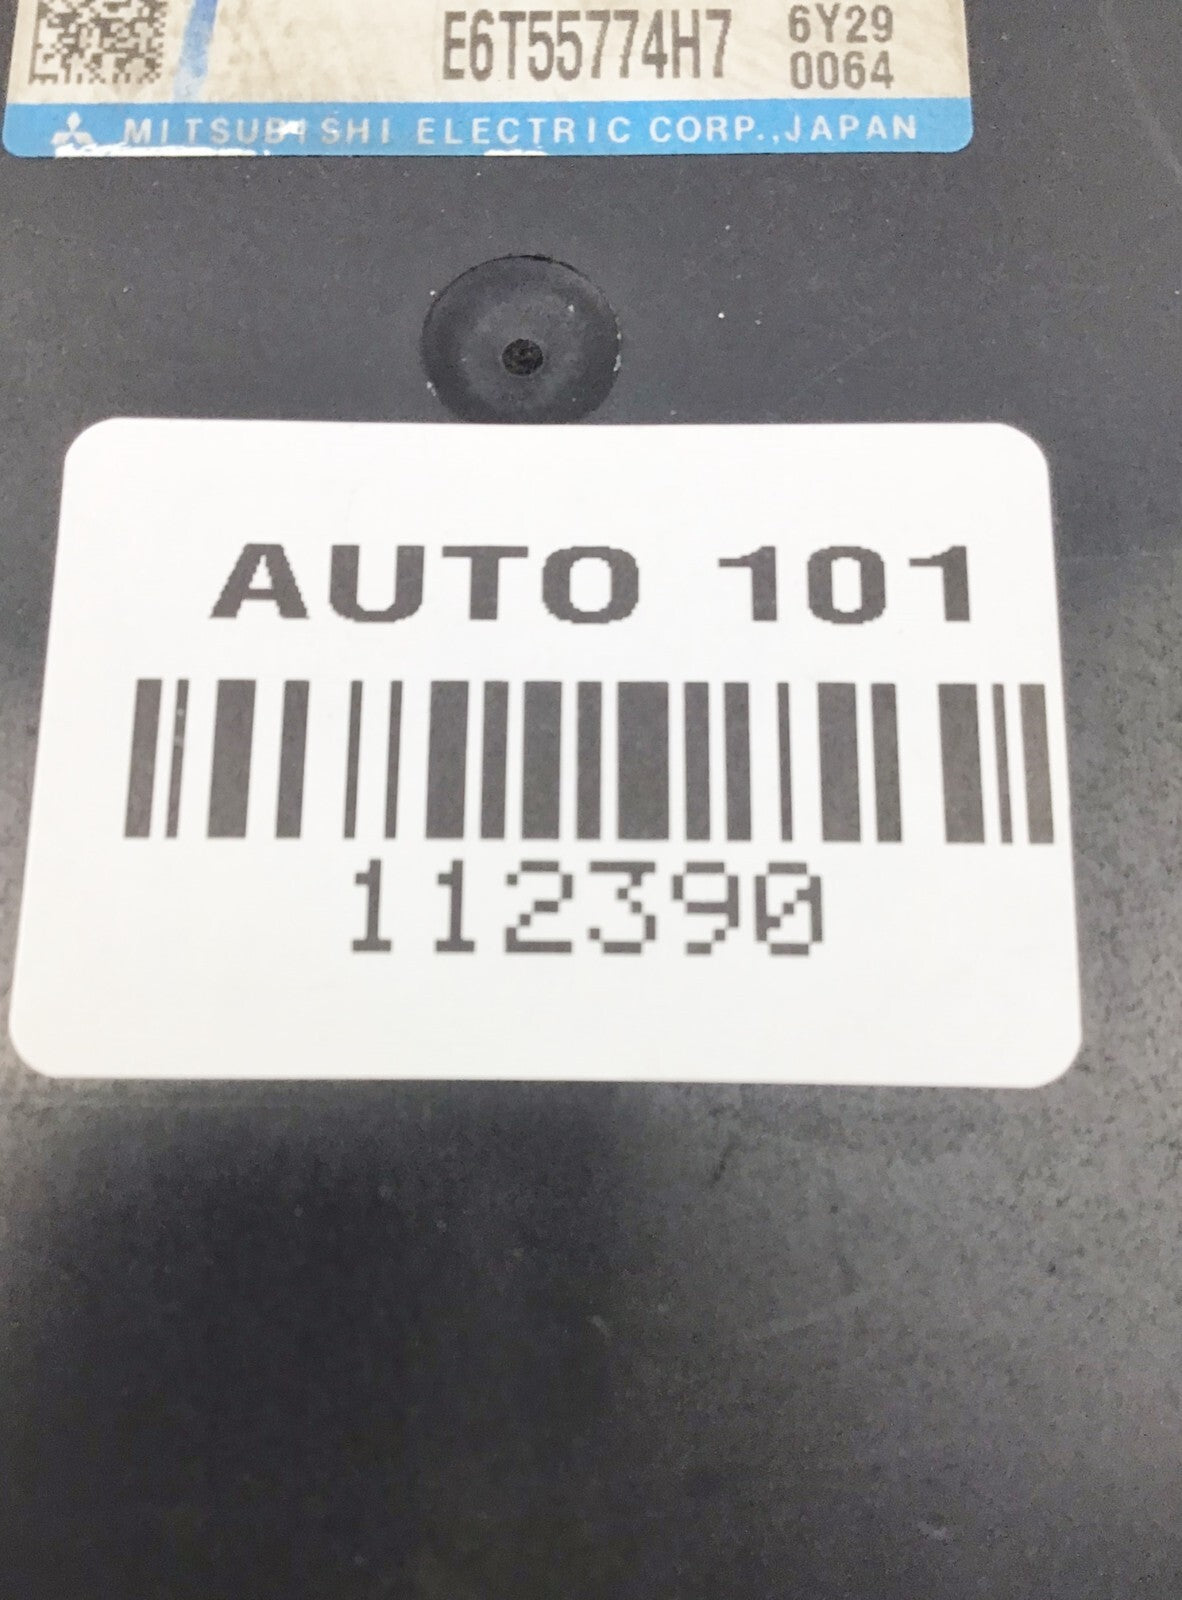 E6T55774H7 6Y29
0064
MITSUBISHI ELECTRIC CORP.,JAPAN
AUTO 101
112390